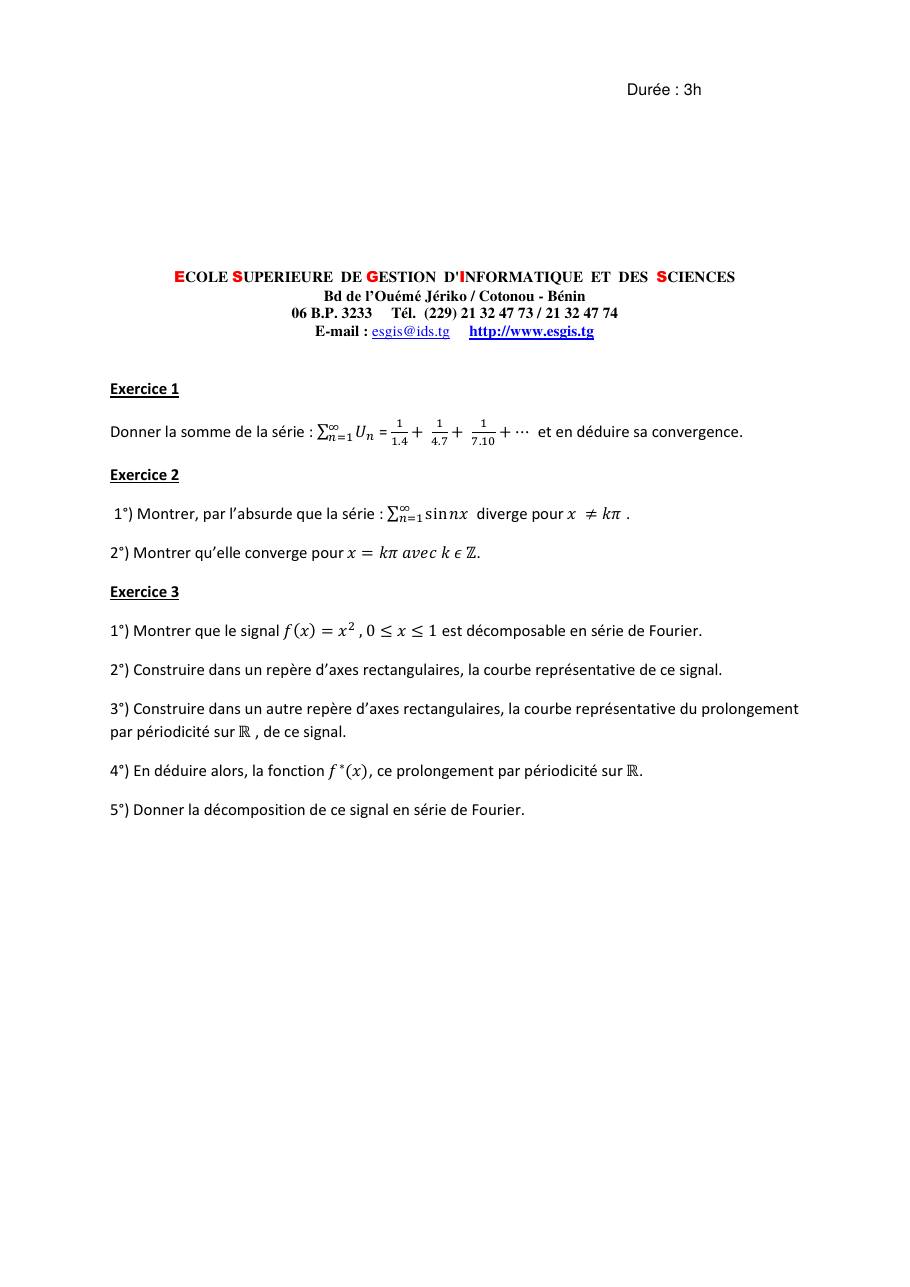 Durée : 3h
ECOLE SUPERIEURE DE GESTION D'INFORMATIQUE ET DES SCIENCES
Bd de l’Ouémé Jériko / Cotonou - Bénin
06 B.P. 3233 Tél. (229) 21 32 47 73 / 21 32 47 74
E-mail : esgis@ids.tg http://www.esgis.tg
Exercice 1
Donner la somme de la série : ∑_{n=1}^{∞} U_n = 1/1.4 + 1/4.7 + 1/7.10 + ⋯ et en déduire sa convergence.
Exercice 2
1°) Montrer, par l’absurde que la série : ∑_{n=1}^{∞} sin nx diverge pour x ≠ kπ .
2°) Montrer qu’elle converge pour x = kπ avec k ϵ ℤ.
Exercice 3
1°) Montrer que le signal f(x) = x² , 0 ≤ x ≤ 1 est décomposable en série de Fourier.
2°) Construire dans un repère d’axes rectangulaires, la courbe représentative de ce signal.
3°) Construire dans un autre repère d’axes rectangulaires, la courbe représentative du prolongement
par périodicité sur ℝ , de ce signal.
4°) En déduire alors, la fonction f*(x), ce prolongement par périodicité sur ℝ.
5°) Donner la décomposition de ce signal en série de Fourier.